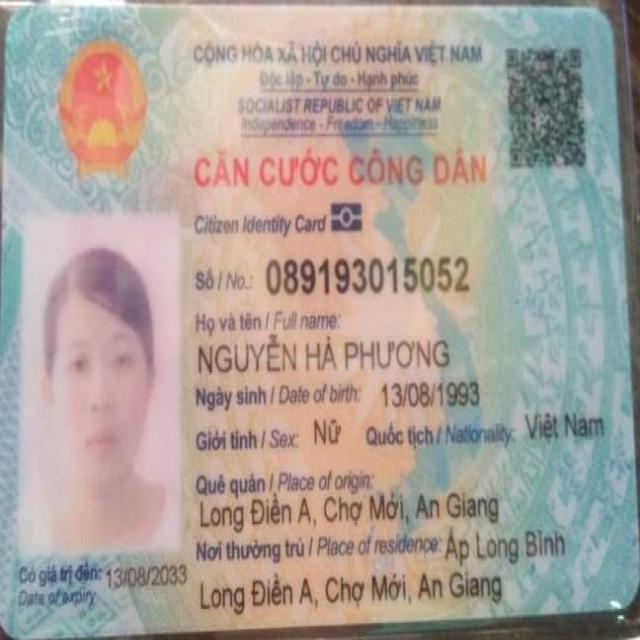 CỘNG HÒA XÃ HỘI CHỦ NGHĨA VIỆT NAM
Độc lập - Tự do - Hạnh phúc
SOCIALIST REPUBLIC OF VIET NAM
Independence - Freedom - Happiness
CĂN CƯỚC CÔNG DÂN
Citizen Identity Card
Số / No.: 089193015052
Họ và tên / Full name:
NGUYỄN HÀ PHƯƠNG
Ngày sinh / Date of birth: 13/08/1993
Giới tính / Sex: Nữ Quốc tịch / Nationality: Việt Nam
Quê quán / Place of origin:
Long Điền A, Chợ Mới, An Giang
Nơi thường trú / Place of residence: Ấp Long Bình
Long Điền A, Chợ Mới, An Giang
Có giá trị đến: 13/08/2033
Date of expiry